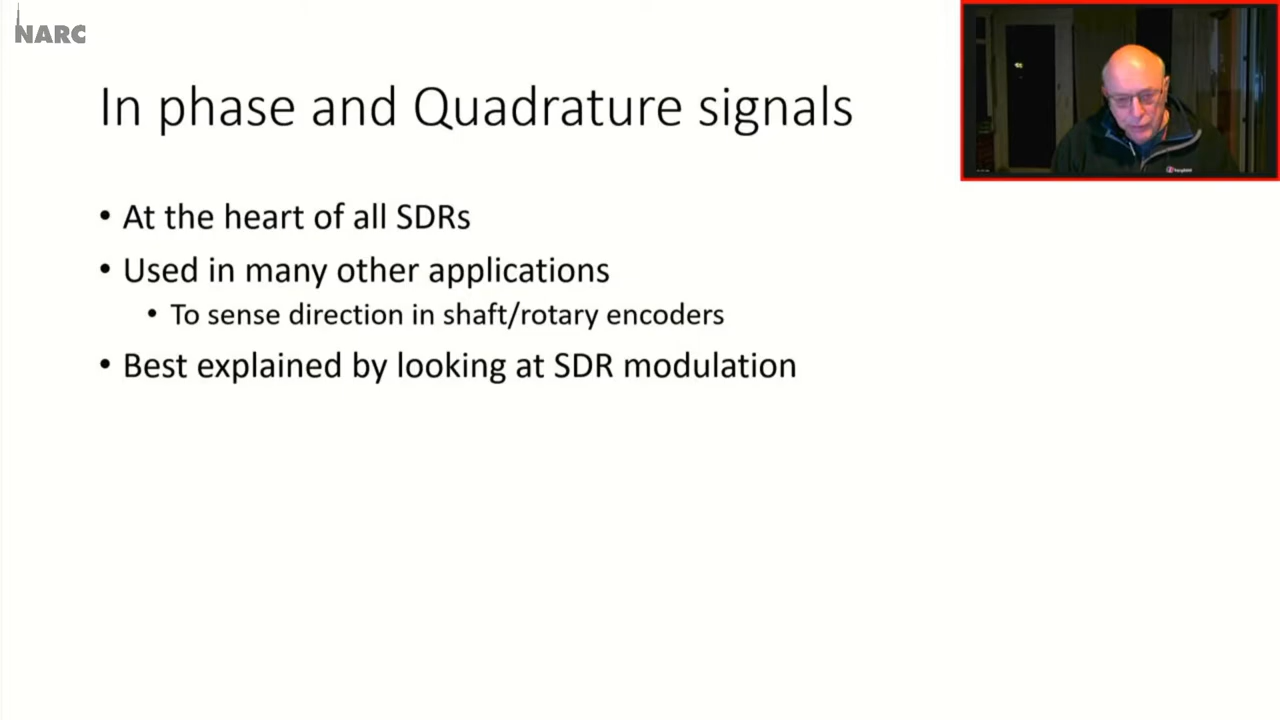 NARC
In phase and Quadrature signals
• At the heart of all SDRs
• Used in many other applications
• To sense direction in shaft/rotary encoders
• Best explained by looking at SDR modulation